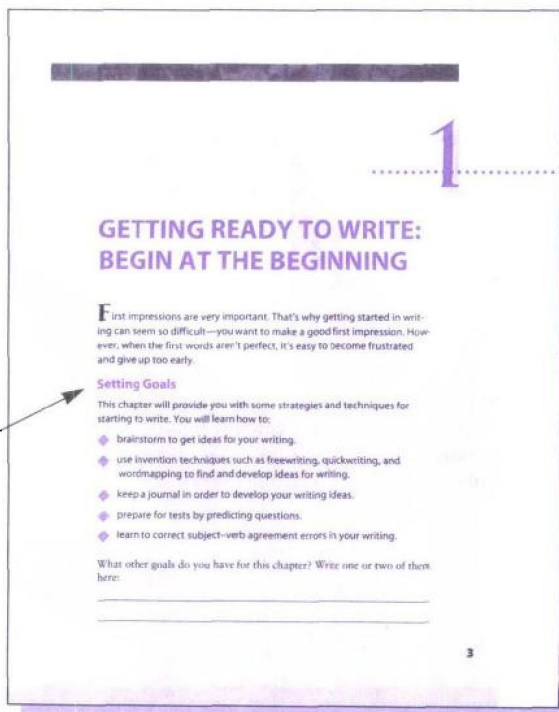 1
GETTING READY TO WRITE:
BEGIN AT THE BEGINNING
First impressions are very important. That's why getting started in writ-
ing can seem so difficult—you want to make a good first impression. How-
ever, when the first words aren't perfect, it's easy to become frustrated
and give up too early.
Setting Goals
This chapter will provide you with some strategies and techniques for
starting to write. You will learn how to:
brainstorm to get ideas for your writing.
use invention techniques such as freewriting, quickwriting, and
wordmapping to find and develop ideas for writing.
keep a journal in order to develop your writing ideas.
prepare for tests by predicting questions.
learn to correct subject–verb agreement errors in your writing.
What other goals do you have for this chapter? Write one or two of them
here:
3